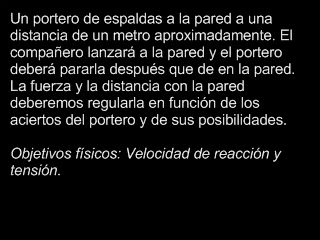 Un portero de espaldas a la pared a una
distancia de un metro aproximadamente. El
compañero lanzará a la pared y el portero
deberá pararla después que de en la pared.
La fuerza y la distancia con la pared
deberemos regularla en función de los
aciertos del portero y de sus posibilidades.
Objetivos físicos: Velocidad de reacción y
tensión.